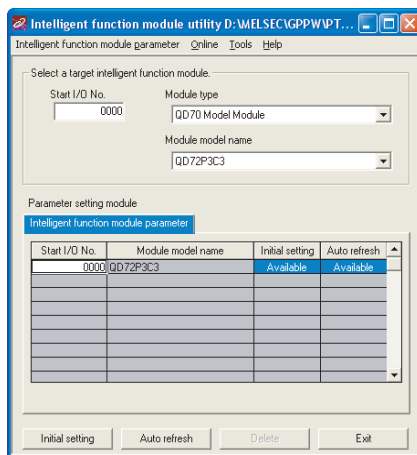 Intelligent function module utility D:\MELSEC\GPPW\PT...
Intelligent function module parameter Online Tools Help
Select a target intelligent function module.
Start I/O No. Module type
0000 QD70 Model Module
Module model name
QD72P3C3
Parameter setting module
Intelligent function module parameter
Start I/O No. Module model name Initial setting Auto refresh
0000 QD72P3C3 Available Available
Initial setting Auto refresh Delete Exit